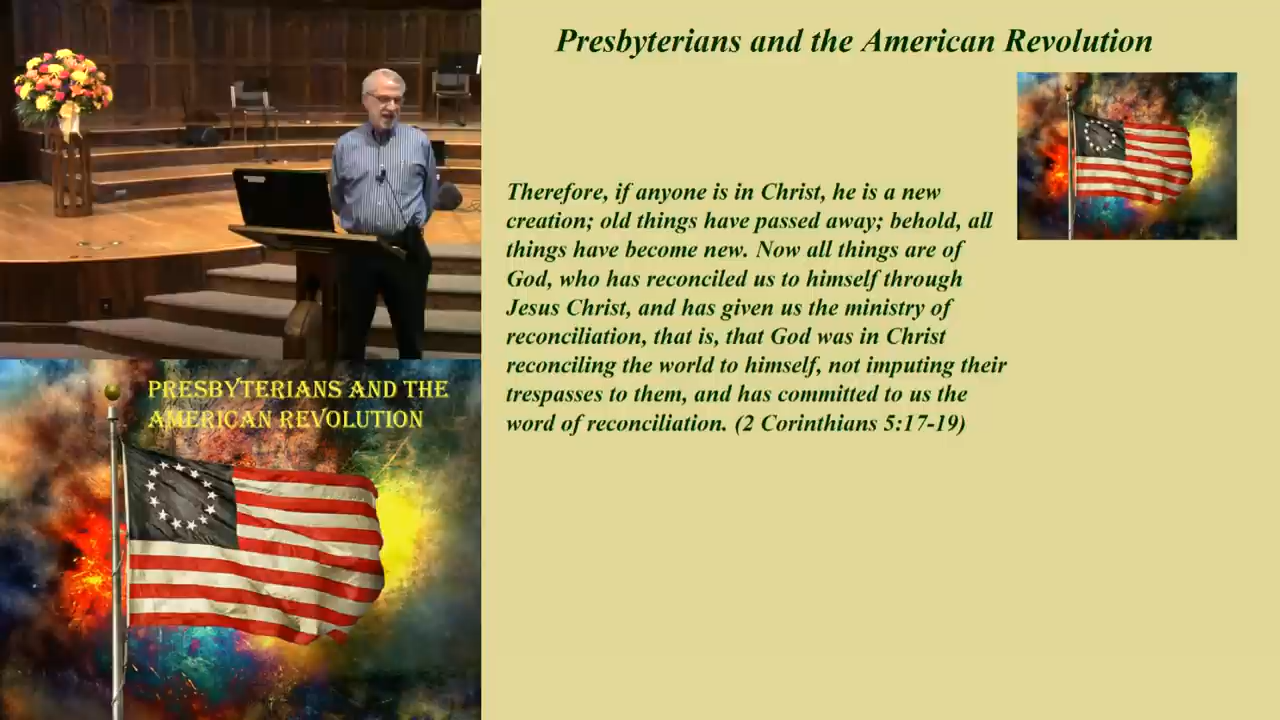 Presbyterians and the American Revolution
Therefore, if anyone is in Christ, he is a new
creation; old things have passed away; behold, all
things have become new. Now all things are of
God, who has reconciled us to himself through
Jesus Christ, and has given us the ministry of
reconciliation, that is, that God was in Christ
reconciling the world to himself, not imputing their
trespasses to them, and has committed to us the
word of reconciliation. (2 Corinthians 5:17-19)
PRESBYTERIANS AND THE
AMERICAN REVOLUTION